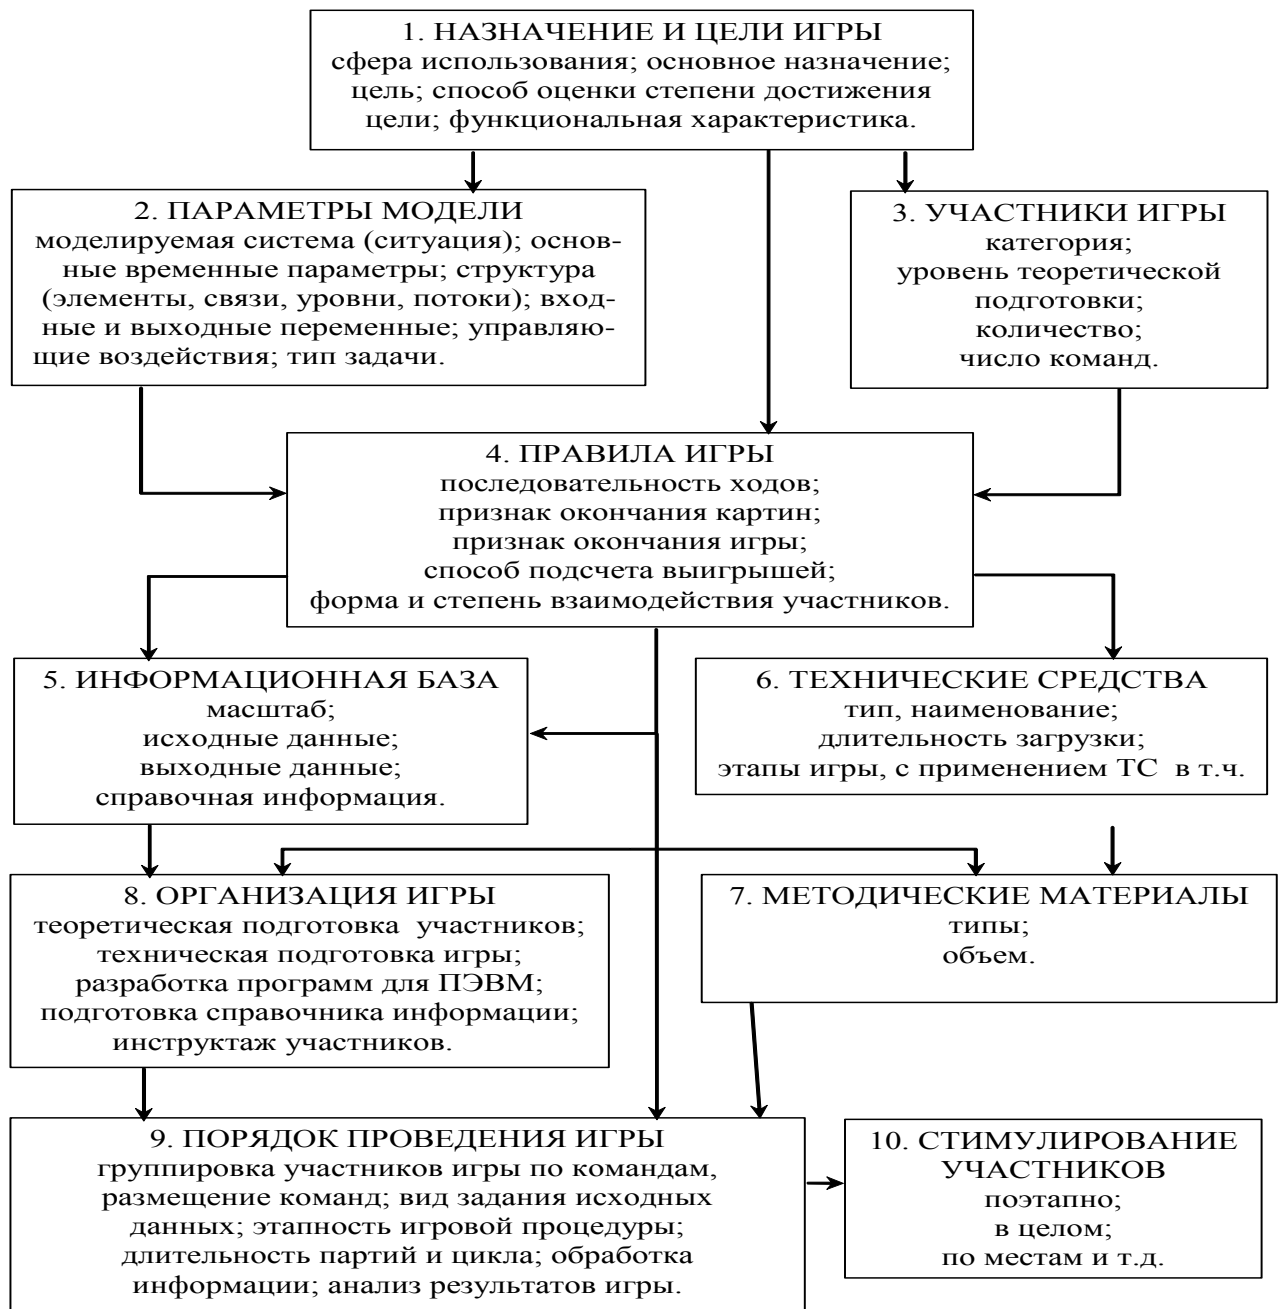 1. НАЗНАЧЕНИЕ И ЦЕЛИ ИГРЫ
сфера использования; основное назначение;
цель; способ оценки степени достижения
цели; функциональная характеристика.
2. ПАРАМЕТРЫ МОДЕЛИ
моделируемая система (ситуация); основ-
ные временные параметры; структура
(элементы, связи, уровни, потоки); вход-
ные и выходные переменные; управляю-
щие воздействия; тип задачи.
3. УЧАСТНИКИ ИГРЫ
категория;
уровень теоретической
подготовки;
количество;
число команд.
4. ПРАВИЛА ИГРЫ
последовательность ходов;
признак окончания картин;
признак окончания игры;
способ подсчета выигрышей;
форма и степень взаимодействия участников.
5. ИНФОРМАЦИОННАЯ БАЗА
масштаб;
исходные данные;
выходные данные;
справочная информация.
6. ТЕХНИЧЕСКИЕ СРЕДСТВА
тип, наименование;
длительность загрузки;
этапы игры, с применением ТС в т.ч.
8. ОРГАНИЗАЦИЯ ИГРЫ
теоретическая подготовка участников;
техническая подготовка игры;
разработка программ для ПЭВМ;
подготовка справочника информации;
инструктаж участников.
7. МЕТОДИЧЕСКИЕ МАТЕРИАЛЫ
типы;
объем.
9. ПОРЯДОК ПРОВЕДЕНИЯ ИГРЫ
группировка участников игры по командам,
размещение команд; вид задания исходных
данных; этапность игровой процедуры;
длительность партий и цикла; обработка
информации; анализ результатов игры.
10. СТИМУЛИРОВАНИЕ
УЧАСТНИКОВ
поэтапно;
в целом;
по местам и т.д.